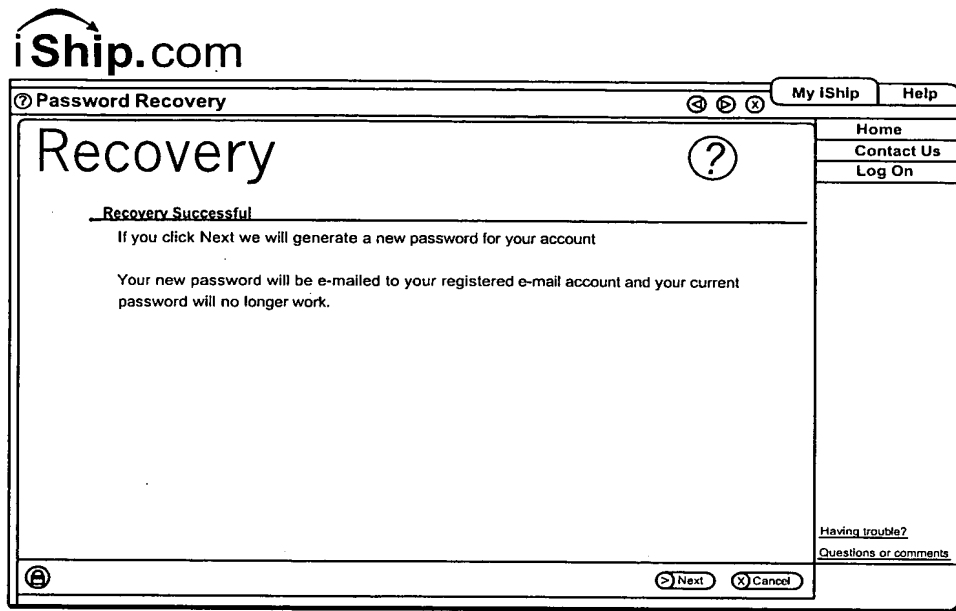 iShip.com
? Password Recovery
My iShip
Help
Recovery
?
Home
Contact Us
Log On
Recovery Successful
If you click Next we will generate a new password for your account
Your new password will be e-mailed to your registered e-mail account and your current
password will no longer work.
Having trouble?
Questions or comments
> Next
X Cancel